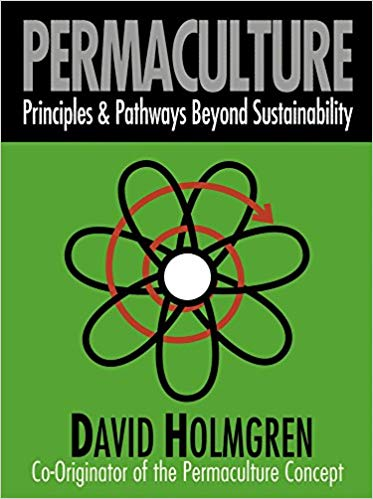 PERMACULTURE
Principles & Pathways Beyond Sustainability
DAVID HOLMGREN
Co-Originator of the Permaculture Concept